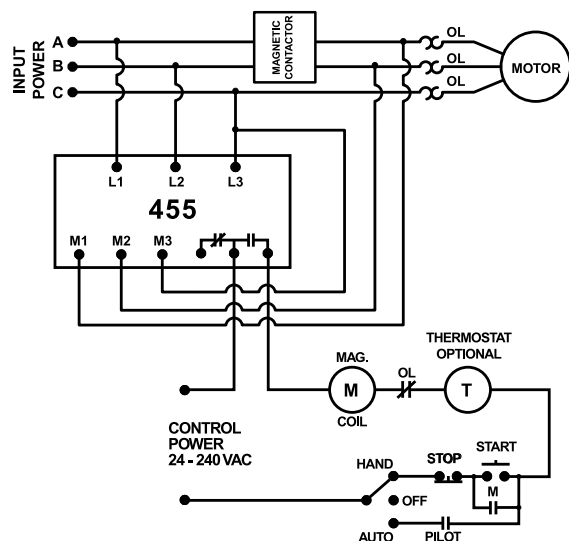 INPUT
POWER
A
B
C
MAGNETIC
CONTACTOR
OL
OL
OL
MOTOR
L1
L2
L3
455
M1
M2
M3
THERMOSTAT
OPTIONAL
MAG.
M
COIL
OL
T
CONTROL
POWER
24 - 240 VAC
HAND
STOP
START
M
OFF
AUTO
PILOT